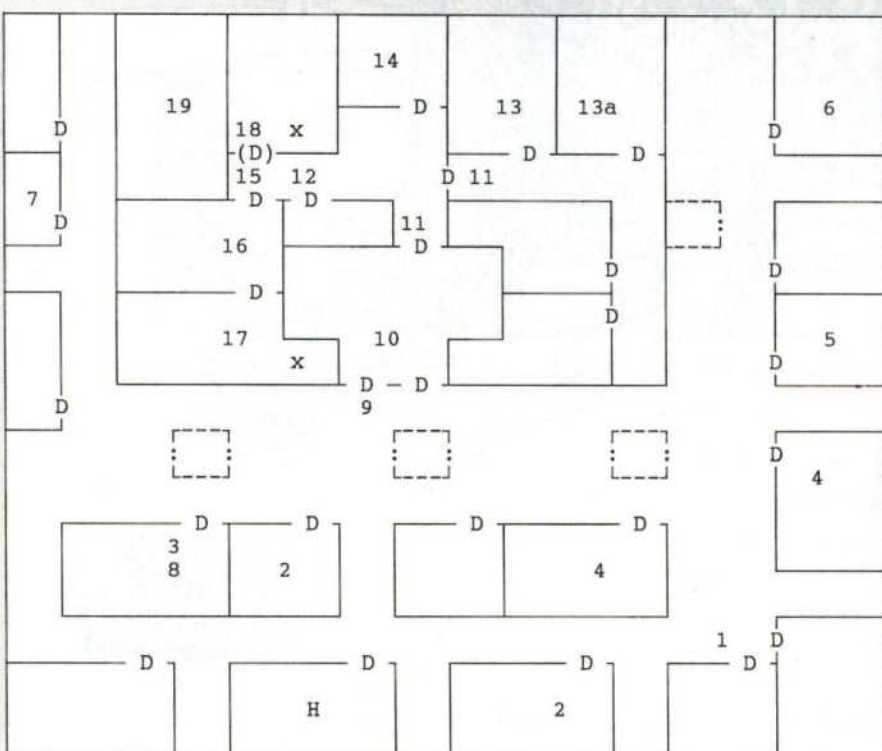 14
19 D 13 13a 6
D 18 x D
(D) D D
15 12 D 11
7 D D
D 11
16 D
D D
D
D
17 10 5
x D
D D
D 9
D
4
D D D D
3
8 2 4
1 D
D D D D
H 2